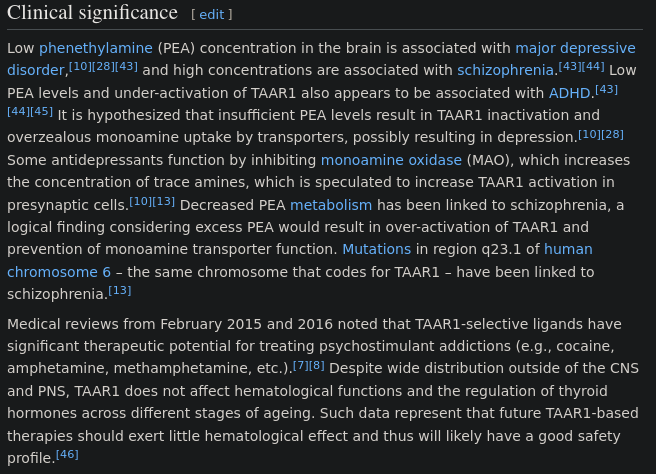 Clinical significance [ edit ]
Low phenethylamine (PEA) concentration in the brain is associated with major depressive
disorder,[10][28][43] and high concentrations are associated with schizophrenia.[43][44] Low
PEA levels and under-activation of TAAR1 also appears to be associated with ADHD.[43]
[44][45] It is hypothesized that insufficient PEA levels result in TAAR1 inactivation and
overzealous monoamine uptake by transporters, possibly resulting in depression.[10][28]
Some antidepressants function by inhibiting monoamine oxidase (MAO), which increases
the concentration of trace amines, which is speculated to increase TAAR1 activation in
presynaptic cells.[10][13] Decreased PEA metabolism has been linked to schizophrenia, a
logical finding considering excess PEA would result in over-activation of TAAR1 and
prevention of monoamine transporter function. Mutations in region q23.1 of human
chromosome 6 – the same chromosome that codes for TAAR1 – have been linked to
schizophrenia.[13]
Medical reviews from February 2015 and 2016 noted that TAAR1-selective ligands have
significant therapeutic potential for treating psychostimulant addictions (e.g., cocaine,
amphetamine, methamphetamine, etc.).[7][8] Despite wide distribution outside of the CNS
and PNS, TAAR1 does not affect hematological functions and the regulation of thyroid
hormones across different stages of ageing. Such data represent that future TAAR1-based
therapies should exert little hematological effect and thus will likely have a good safety
profile.[46]